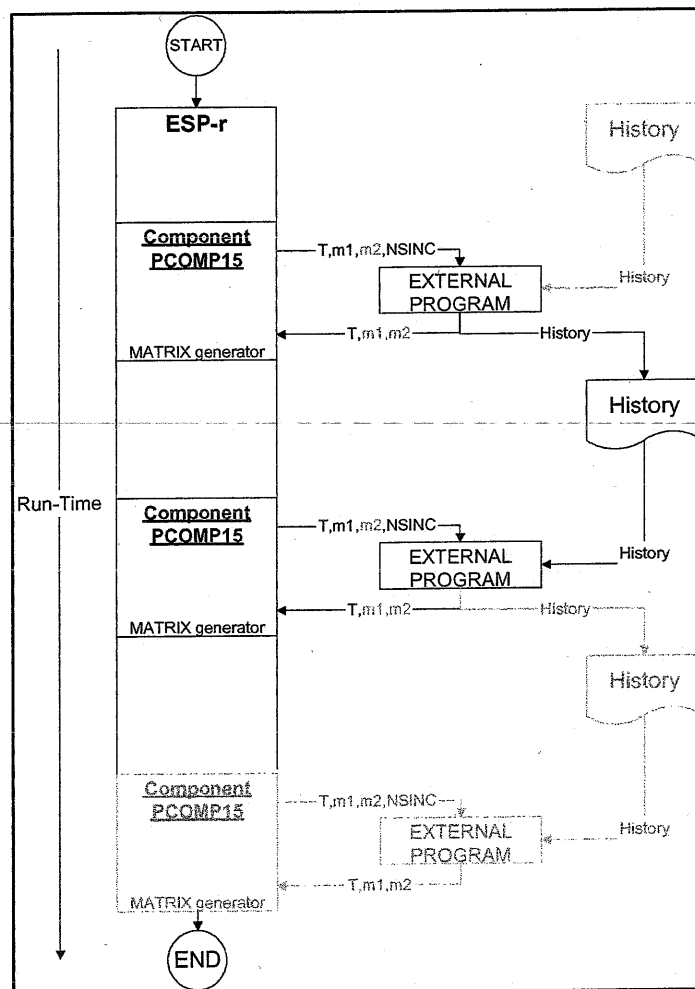 START
ESP-r
History
Component
PCOMP15
T,m1,m2,NSINC
EXTERNAL
PROGRAM
History
T,m1,m2
History
MATRIX generator
History
Run-Time
Component
PCOMP15
T,m1,m2,NSINC
EXTERNAL
PROGRAM
History
T,m1,m2
History
MATRIX generator
History
Component
PCOMP15
T,m1,m2,NSINC
EXTERNAL
PROGRAM
History
T,m1,m2
MATRIX generator
END